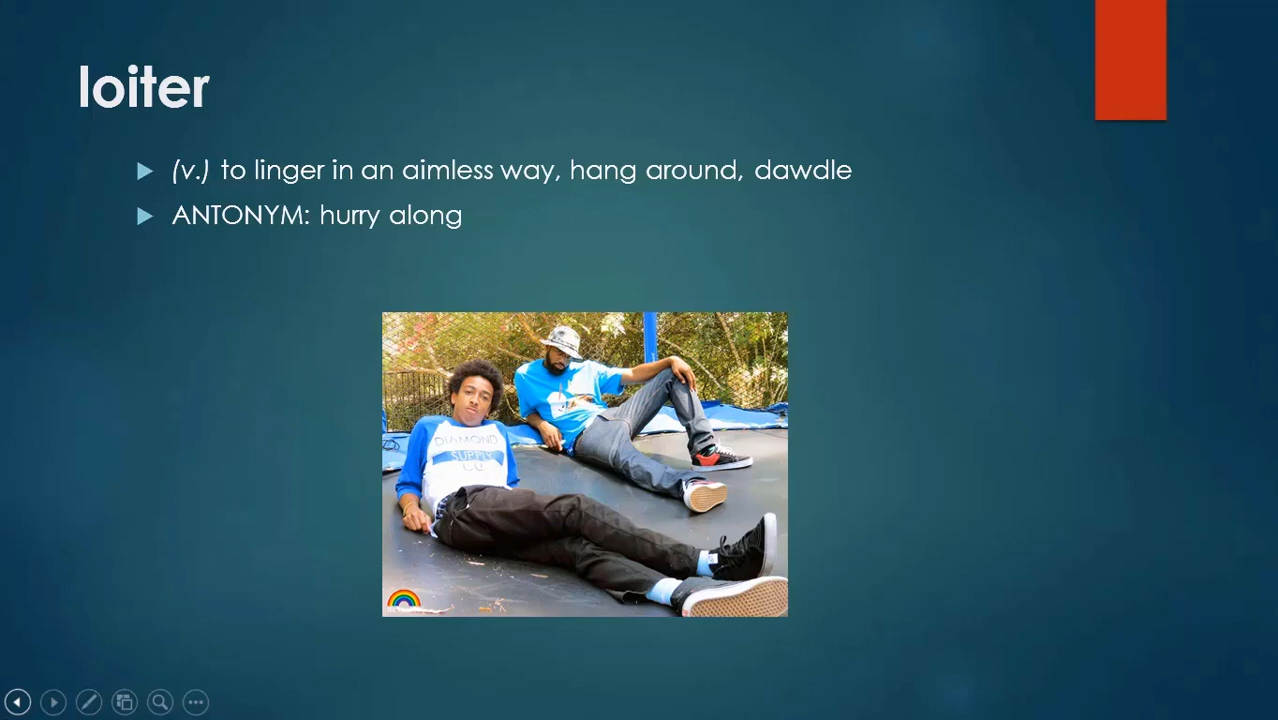 loiter
(v.) to linger in an aimless way, hang around, dawdle
ANTONYM: hurry along
DIAMOND
SUPPLY
CO